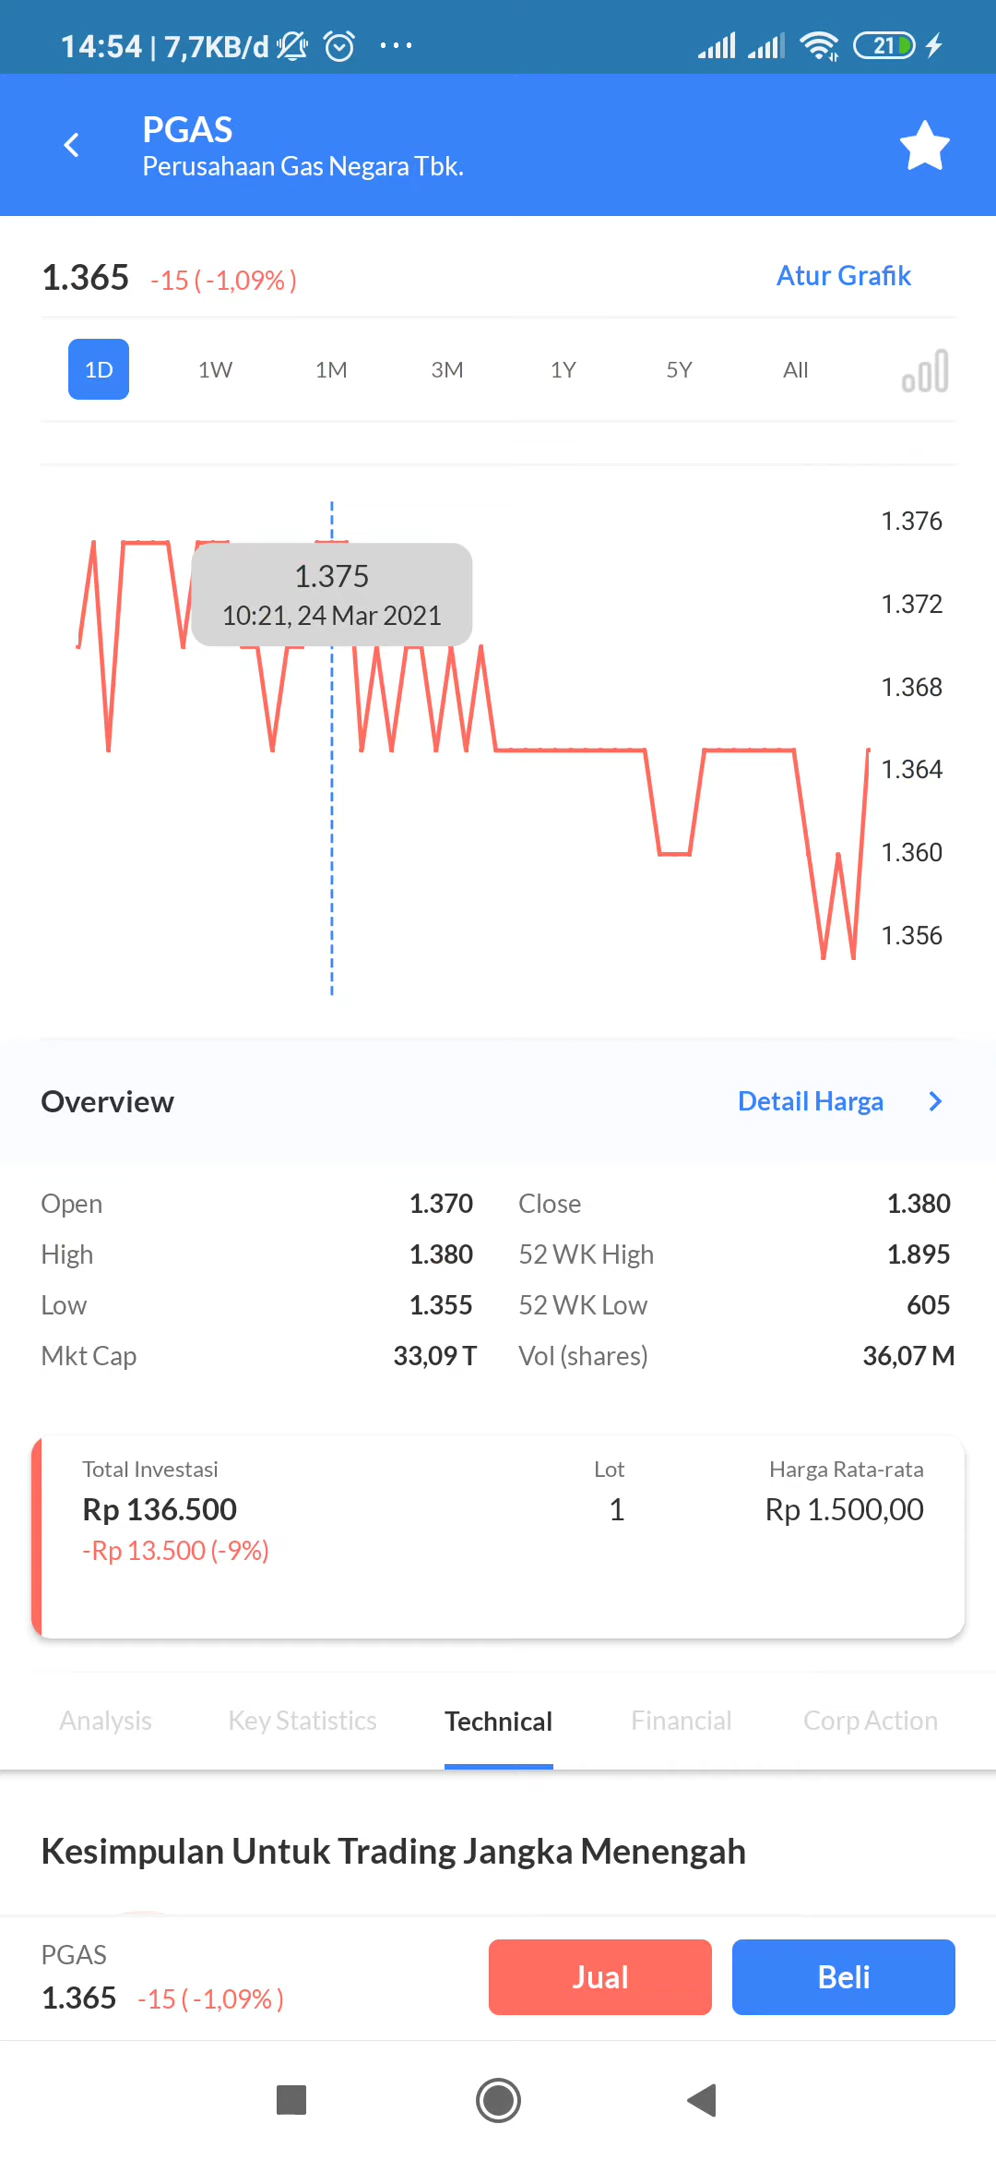 14:54 | 7,7KB/d ...
21
PGAS
Perusahaan Gas Negara Tbk.
1.365 -15 ( -1,09% )
Atur Grafik
1D 1W 1M 3M 1Y 5Y All
1.376
1.375
10:21, 24 Mar 2021
1.372
1.368
1.364
1.360
1.356
Overview
Detail Harga
Open 1.370 Close 1.380
High 1.380 52 WK High 1.895
Low 1.355 52 WK Low 605
Mkt Cap 33,09 T Vol (shares) 36,07 M
Total Investasi Lot Harga Rata-rata
Rp 136.500 1 Rp 1.500,00
-Rp 13.500 (-9%)
Analysis Key Statistics Technical Financial Corp Action
Kesimpulan Untuk Trading Jangka Menengah
PGAS
1.365 -15 ( -1,09% )
Jual
Beli